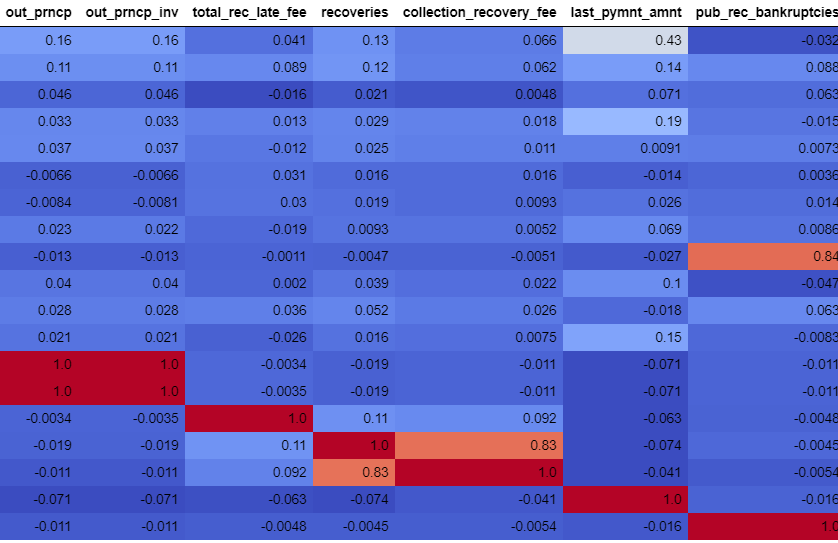 out_prncp out_prncp_inv total_rec_late_fee recoveries collection_recovery_fee last_pymnt_amnt pub_rec_bankruptcies
0.16 0.16 0.041 0.13 0.066 0.43 -0.032
0.11 0.11 0.089 0.12 0.062 0.14 0.088
0.046 0.046 -0.016 0.021 0.0048 0.071 0.063
0.033 0.033 0.013 0.029 0.018 0.19 -0.015
0.037 0.037 -0.012 0.025 0.011 0.0091 0.0073
-0.0066 -0.0066 0.031 0.016 0.016 -0.014 0.0036
-0.0084 -0.0081 0.03 0.019 0.0093 0.026 0.014
0.023 0.022 -0.019 0.0093 0.0052 0.069 0.0086
-0.013 -0.013 -0.0011 -0.0047 -0.0051 -0.027 0.84
0.04 0.04 0.002 0.039 0.022 0.1 -0.047
0.028 0.028 0.036 0.052 0.026 -0.018 0.063
0.021 0.021 -0.026 0.016 0.0075 0.15 -0.0083
1.0 1.0 -0.0034 -0.019 -0.011 -0.071 -0.011
1.0 1.0 -0.0035 -0.019 -0.011 -0.071 -0.011
-0.0034 -0.0035 1.0 0.11 0.092 -0.063 -0.0048
-0.019 -0.019 0.11 1.0 0.83 -0.074 -0.0045
-0.011 -0.011 0.092 0.83 1.0 -0.041 -0.0054
-0.071 -0.071 -0.063 -0.074 -0.041 1.0 -0.016
-0.011 -0.011 -0.0048 -0.0045 -0.0054 -0.016 1.0